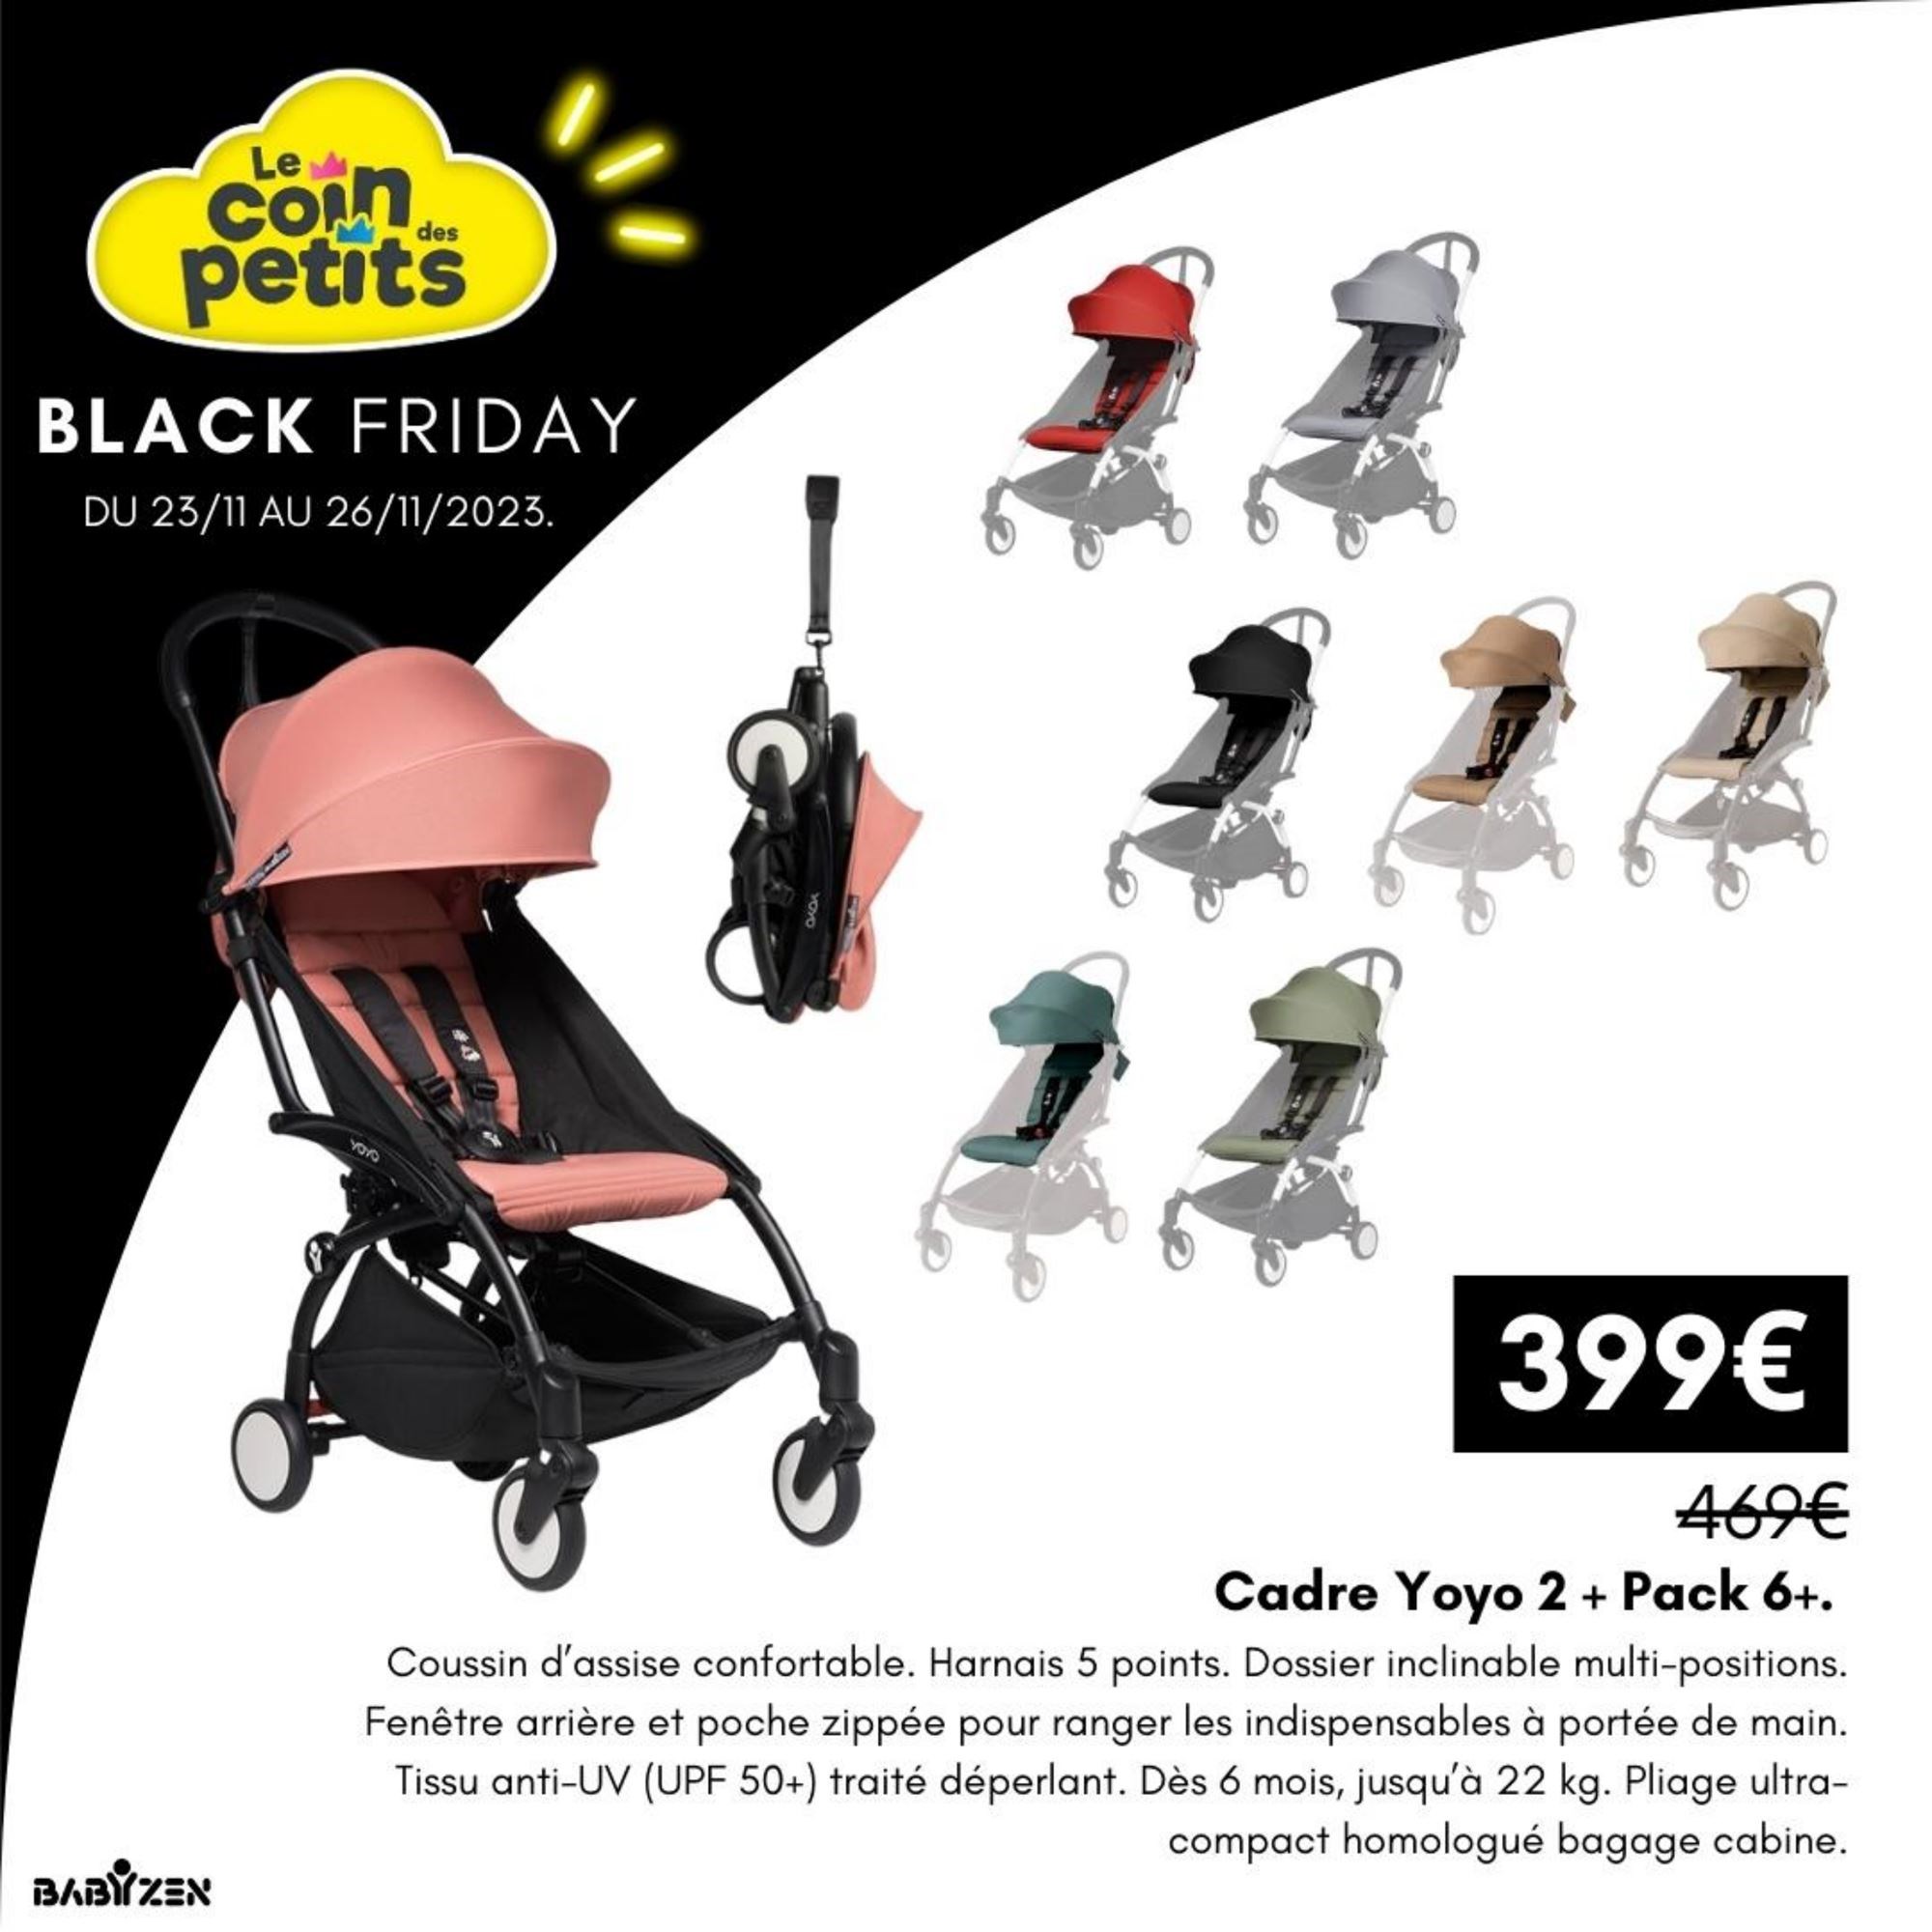 Le
coin
des
petits
BLACK FRIDAY
DU 23/11 AU 26/11/2023.
YOYO
YOYO
399€
469€
Cadre Yoyo 2 + Pack 6+.
Coussin d'assise confortable. Harnais 5 points. Dossier inclinable multi-positions.
Fenêtre arrière et poche zippée pour ranger les indispensables à portée de main.
Tissu anti-UV (UPF 50+) traité déperlant. Dès 6 mois, jusqu'à 22 kg. Pliage ultra-
compact homologué bagage cabine.
BABYZEN